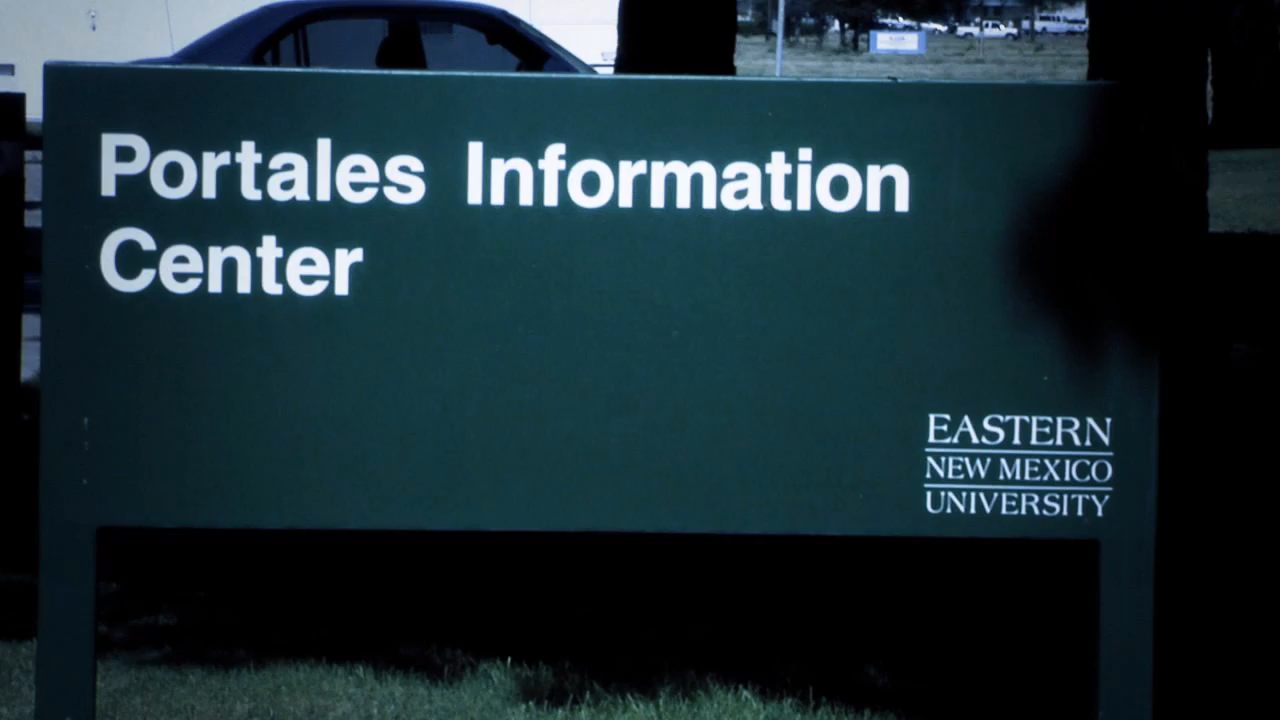 Portales Information
Center
EASTERN
NEW MEXICO
UNIVERSITY